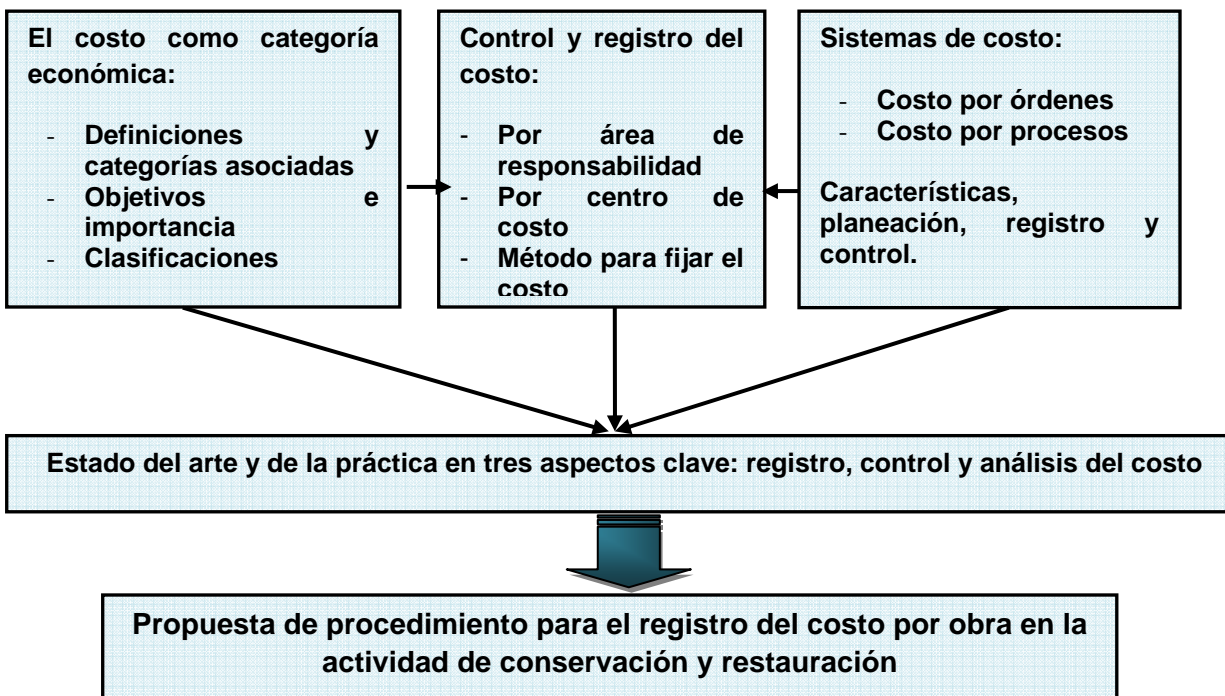 El costo como categoría
económica:
- Definiciones y
categorías asociadas
- Objetivos e
importancia
- Clasificaciones
Control y registro del
costo:
- Por área de
responsabilidad
- Por centro de
costo
- Método para fijar el
costo
Sistemas de costo:
- Costo por órdenes
- Costo por procesos
Características,
planeación, registro y
control.
Estado del arte y de la práctica en tres aspectos clave: registro, control y análisis del costo
Propuesta de procedimiento para el registro del costo por obra en la
actividad de conservación y restauración